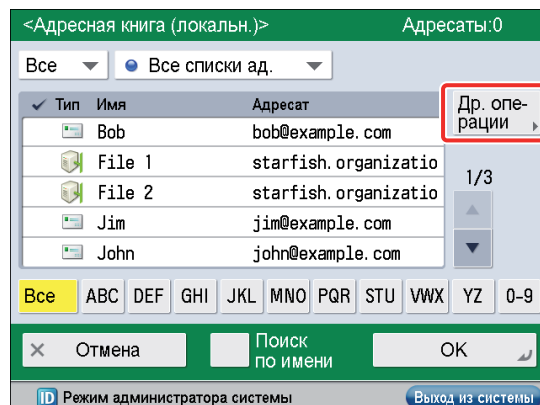 <Адресная книга (локальн.)> Адресаты:0
Все Все списки ад.
Тип Имя Адресат
Др. опе-
рации
Bob bob@example.com
File 1 starfish.organizatio
File 2 starfish.organizatio
1/3
Jim jim@example.com
John john@example.com
Все ABC DEF GHI JKL MNO PQR STU VWX YZ 0-9
Отмена Поиск
по имени OK
ID Режим администратора системы Выход из системы